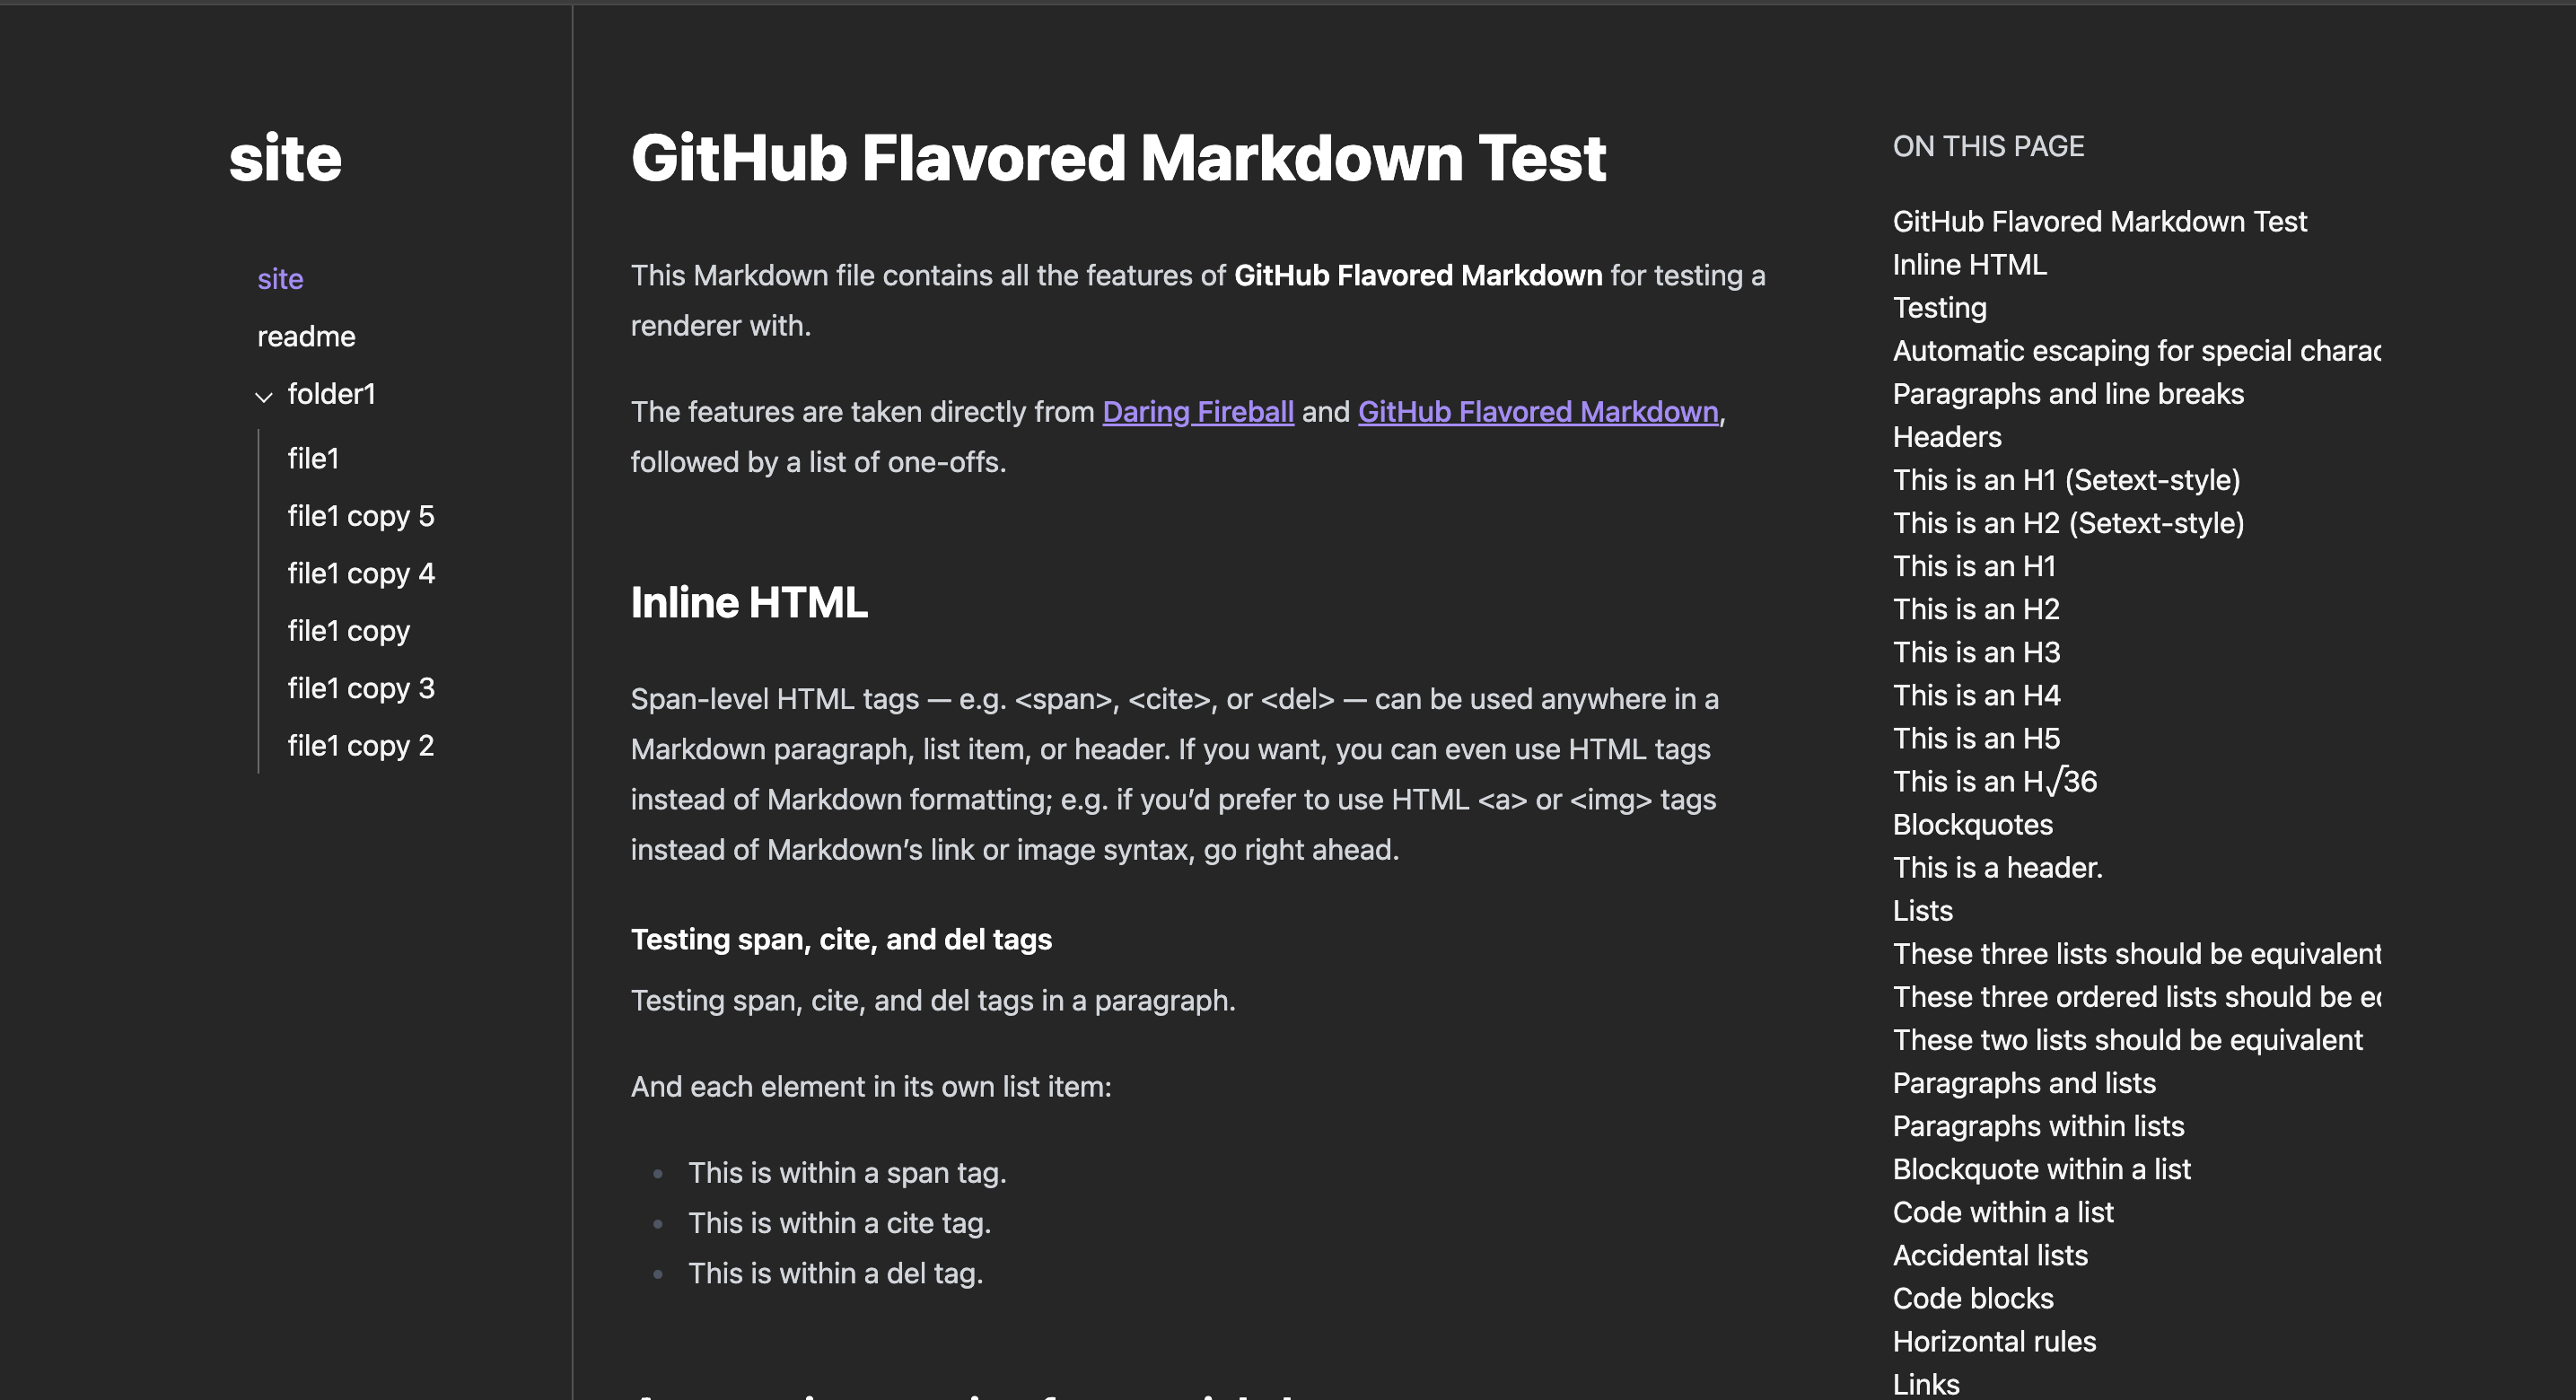 site
site
readme
folder1
file1
file1 copy 5
file1 copy 4
file1 copy
file1 copy 3
file1 copy 2
GitHub Flavored Markdown Test
This Markdown file contains all the features of GitHub Flavored Markdown for testing a
renderer with.
The features are taken directly from Daring Fireball and GitHub Flavored Markdown,
followed by a list of one-offs.
Inline HTML
Span-level HTML tags — e.g. <span>, <cite>, or <del> — can be used anywhere in a
Markdown paragraph, list item, or header. If you want, you can even use HTML tags
instead of Markdown formatting; e.g. if you’d prefer to use HTML <a> or <img> tags
instead of Markdown’s link or image syntax, go right ahead.
Testing span, cite, and del tags
Testing span, cite, and del tags in a paragraph.
And each element in its own list item:
This is within a span tag.
This is within a cite tag.
This is within a del tag.
ON THIS PAGE
GitHub Flavored Markdown Test
Inline HTML
Testing
Automatic escaping for special charac
Paragraphs and line breaks
Headers
This is an H1 (Setext-style)
This is an H2 (Setext-style)
This is an H1
This is an H2
This is an H3
This is an H4
This is an H5
This is an H√36
Blockquotes
This is a header.
Lists
These three lists should be equivalent
These three ordered lists should be
These two lists should be equivalent
Paragraphs and lists
Paragraphs within lists
Blockquote within a list
Code within a list
Accidental lists
Code blocks
Horizontal rules
Links